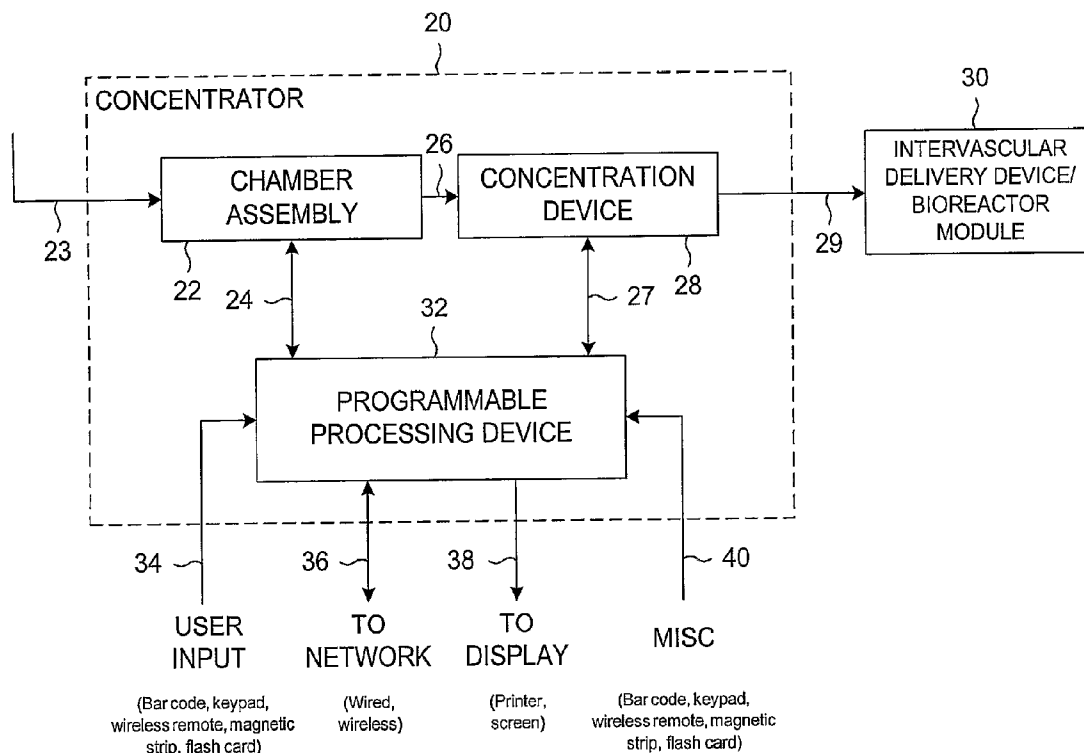 20
CONCENTRATOR
30
26
CHAMBER
ASSEMBLY
CONCENTRATION
DEVICE
INTERVASCULAR
DELIVERY DEVICE/
BIOREACTOR
MODULE
23
22
24
27
28
29
32
PROGRAMMABLE
PROCESSING DEVICE
34
36
38
40
USER
INPUT
TO
NETWORK
TO
DISPLAY
MISC
(Bar code, keypad,
wireless remote, magnetic
strip, flash card)
(Wired,
wireless)
(Printer,
screen)
(Bar code, keypad,
wireless remote, magnetic
strip, flash card)